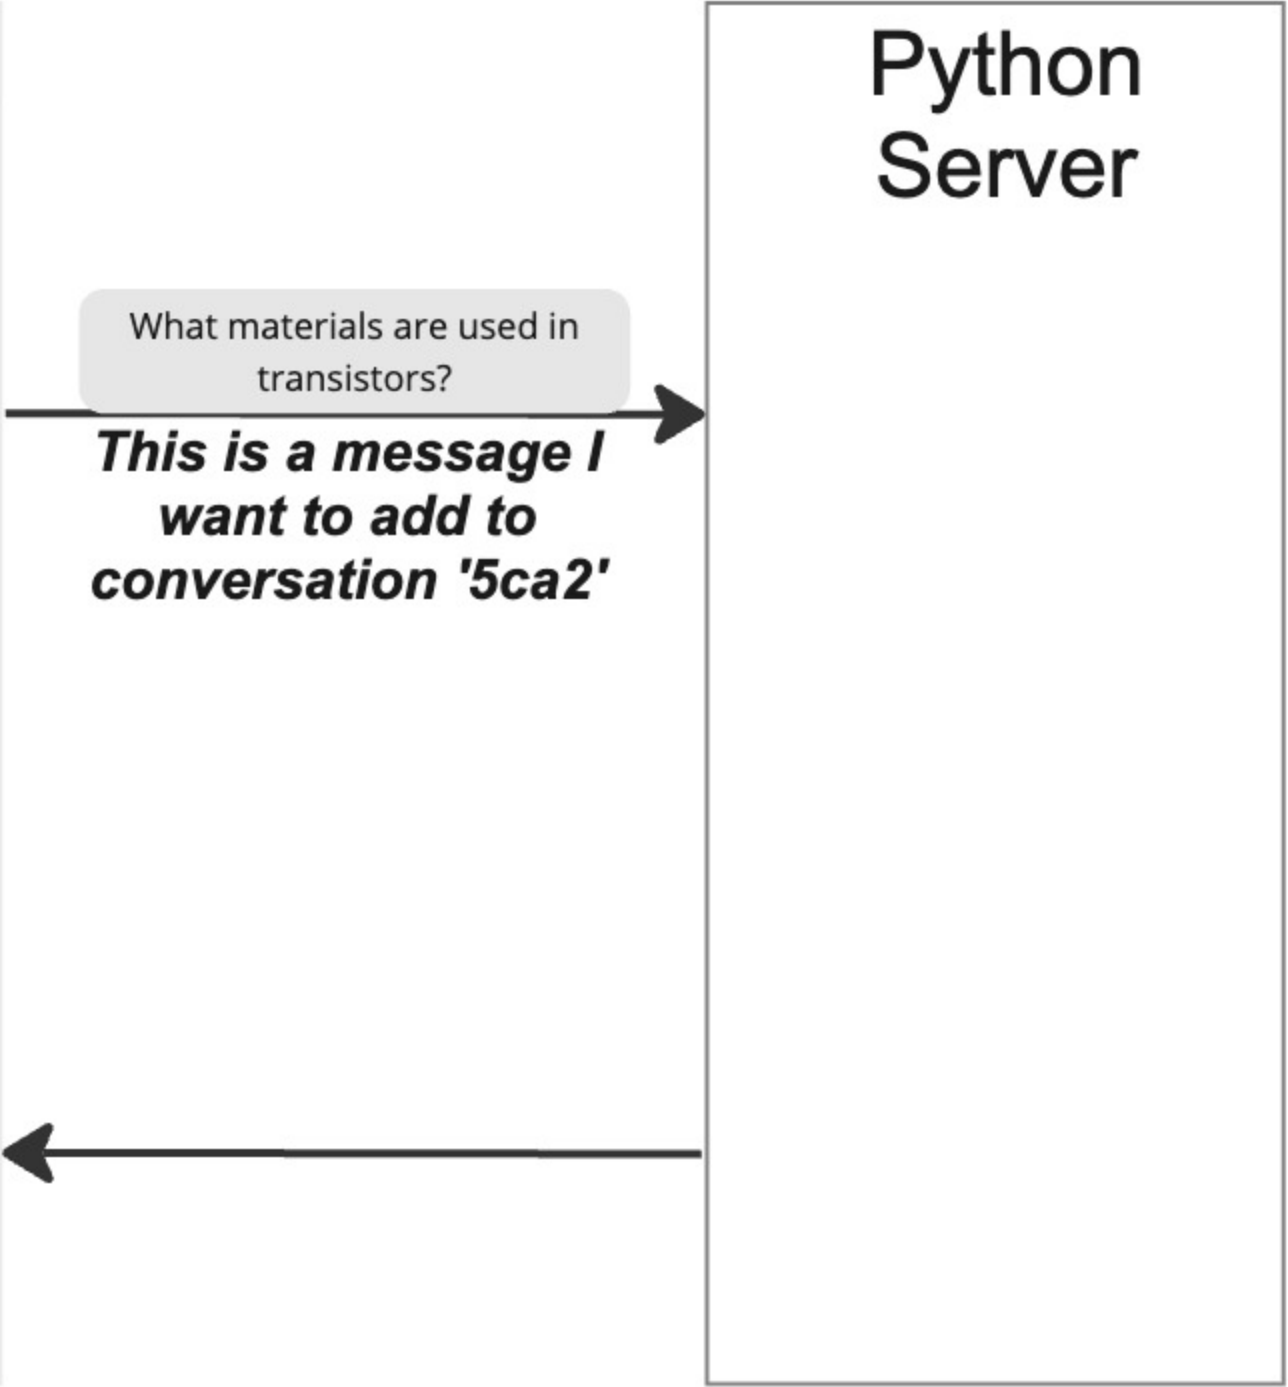 Python
Server
What materials are used in
transistors?
This is a message I
want to add to
conversation '5ca2'